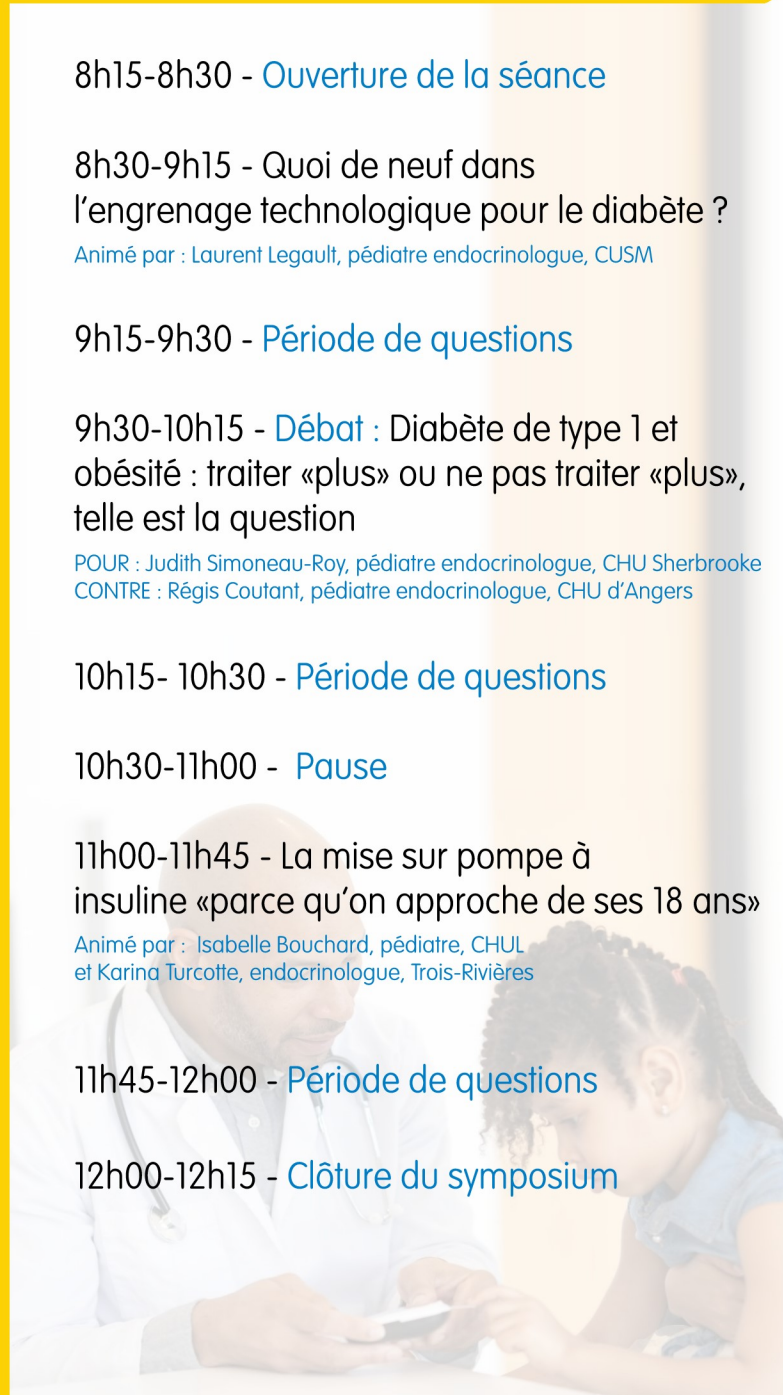 8h15-8h30 - Ouverture de la séance
8h30-9h15 - Quoi de neuf dans
l'engrenage technologique pour le diabète ?
Animé par : Laurent Legault, pédiatre endocrinologue, CUSM
9h15-9h30 - Période de questions
9h30-10h15 - Débat : Diabète de type 1 et
obésité : traiter «plus» ou ne pas traiter «plus»,
telle est la question
POUR : Judith Simoneau-Roy, pédiatre endocrinologue, CHU Sherbrooke
CONTRE : Régis Coutant, pédiatre endocrinologue, CHU d'Angers
10h15- 10h30 - Période de questions
10h30-11h00 - Pause
11h00-11h45 - La mise sur pompe à
insuline «parce qu'on approche de ses 18 ans»
Animé par : Isabelle Bouchard, pédiatre, CHUL
et Karina Turcotte, endocrinologue, Trois-Rivières
11h45-12h00 - Période de questions
12h00-12h15 - Clôture du symposium